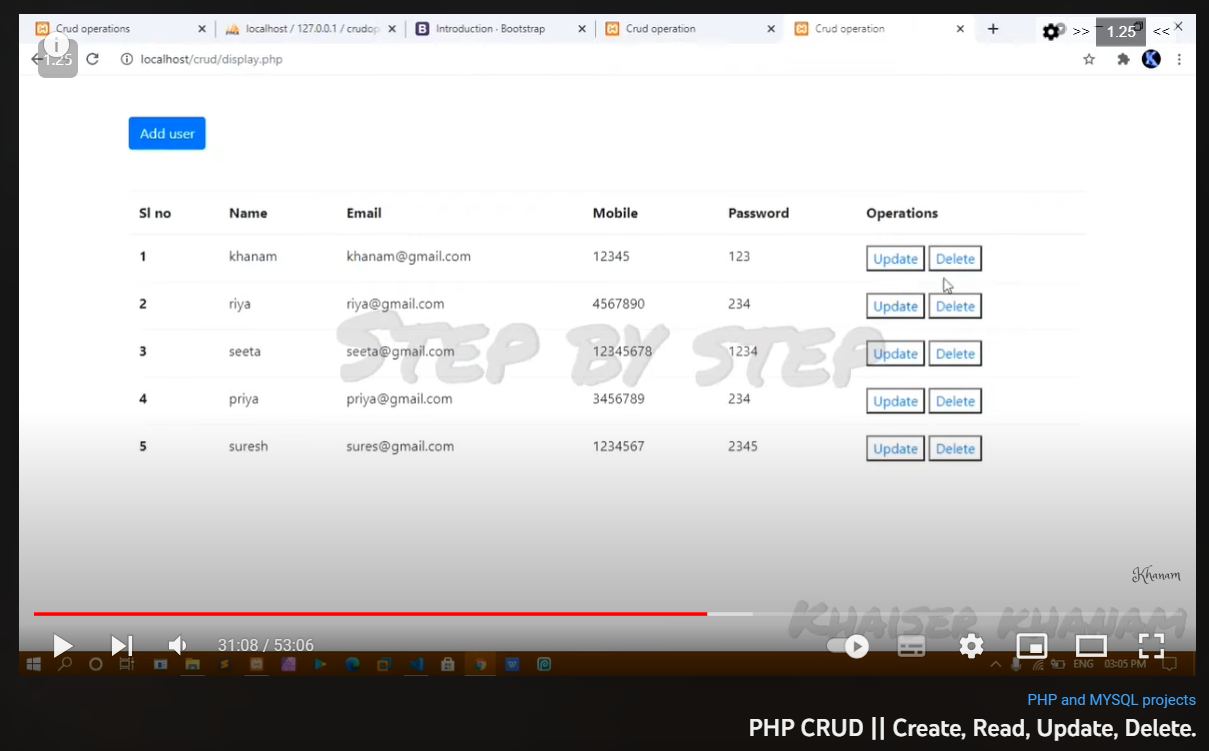 Crud operations localhost / 127.0.0.1 / crudop Introduction · Bootstrap Crud operation Crud operation >> 1.25 <<
1.25 localhost/crud/display.php
Add user
Sl no Name Email Mobile Password Operations
1 khanam khanam@gmail.com 12345 123 Update Delete
2 riya riya@gmail.com 4567890 234 Update Delete
STEP BY STEP
3 seeta seeta@gmail.com 12345678 1234 Update Delete
4 priya priya@gmail.com 3456789 234 Update Delete
5 suresh sures@gmail.com 1234567 2345 Update Delete
Khanam
KHAISER KHANAM
31:08 / 53:06
ENG 03:05 PM
PHP and MYSQL projects
PHP CRUD || Create, Read, Update, Delete.